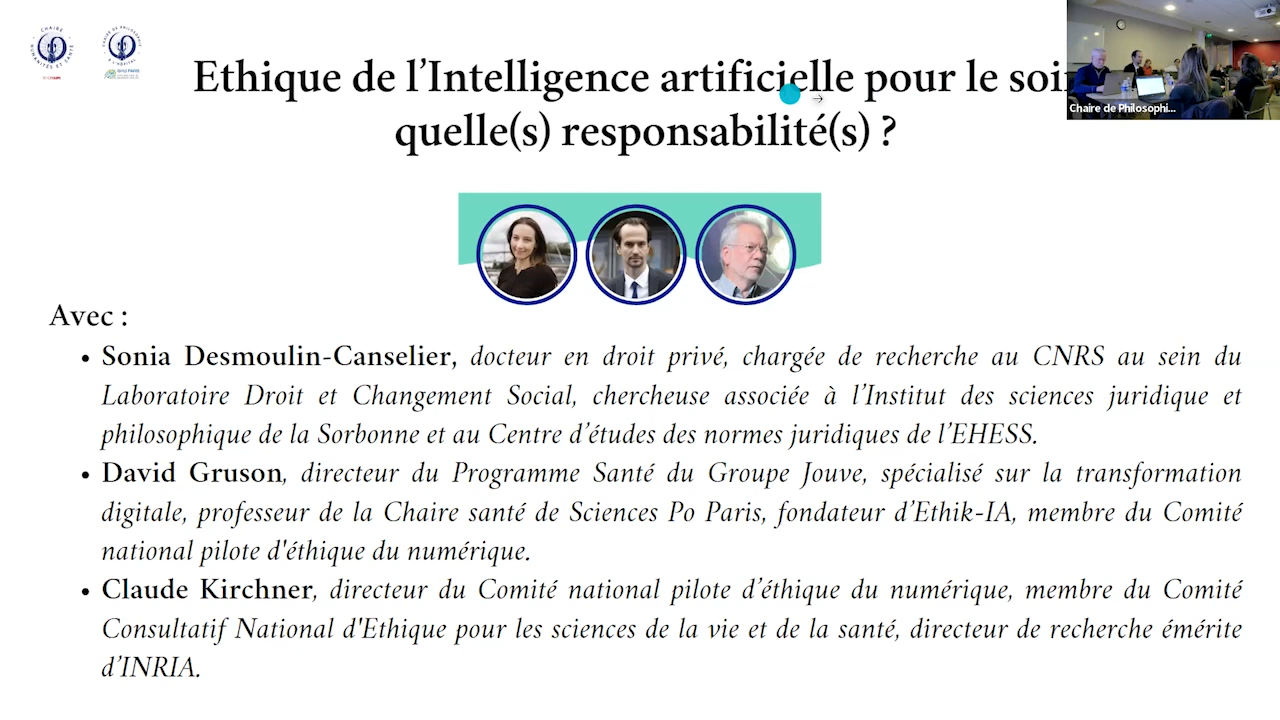 Ethique de l’Intelligence artificielle pour le soi
quelle(s) responsabilité(s) ?
Chaire de Philosophi...
Avec :
• Sonia Desmoulin-Canselier, docteur en droit privé, chargée de recherche au CNRS au sein du
Laboratoire Droit et Changement Social, chercheuse associée à l’Institut des sciences juridique et
philosophique de la Sorbonne et au Centre d’études des normes juridiques de l’EHESS.
• David Gruson, directeur du Programme Santé du Groupe Jouve, spécialisé sur la transformation
digitale, professeur de la Chaire santé de Sciences Po Paris, fondateur d’Ethik-IA, membre du Comité
national pilote d'éthique du numérique.
• Claude Kirchner, directeur du Comité national pilote d’éthique du numérique, membre du Comité
Consultatif National d'Ethique pour les sciences de la vie et de la santé, directeur de recherche émérite
d’INRIA.